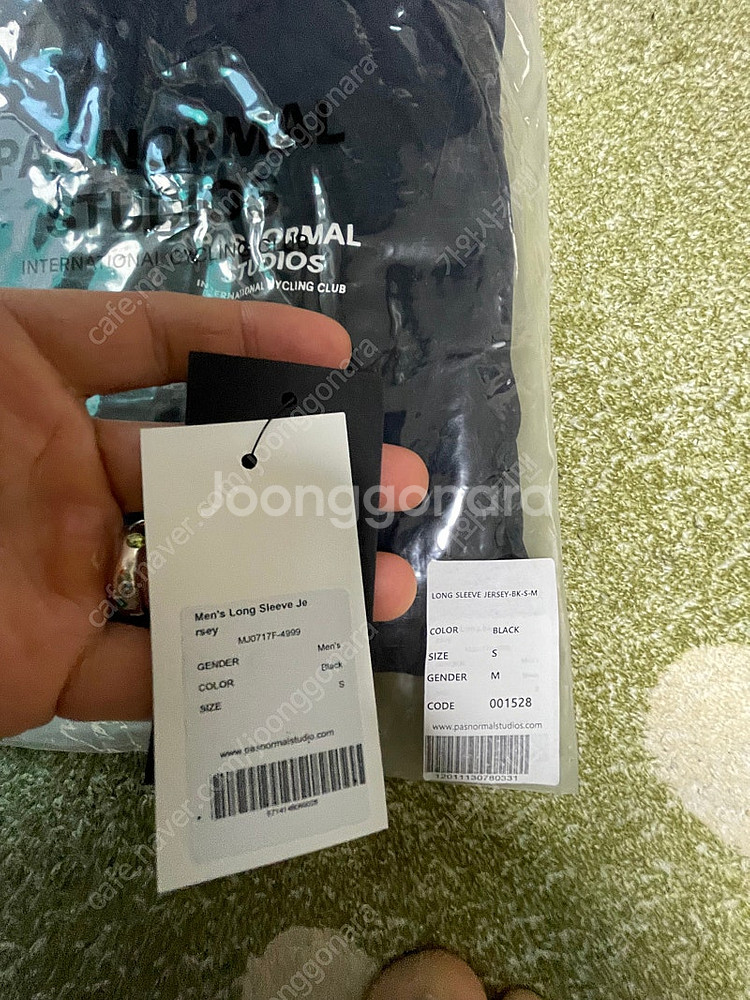 PAS NORMAL
STUDIOS
INTERNATIONAL CYCLING CLUB
PAS NORMAL
STUDIOS
INTERNATIONAL CYCLING CLUB
Joonggonara
cafe.naver.com/joonggonara
Men's Long Sleeve Je
rsey
MJ0717F-4999
GENDER Men's
COLOR Black
SIZE S
www.pasnormalstudio.com
LONG SLEEVE JERSEY-BK-S-M
COLOR BLACK
SIZE S
GENDER M
CODE 001528
www.pasnormalstudios.com
12011130780331